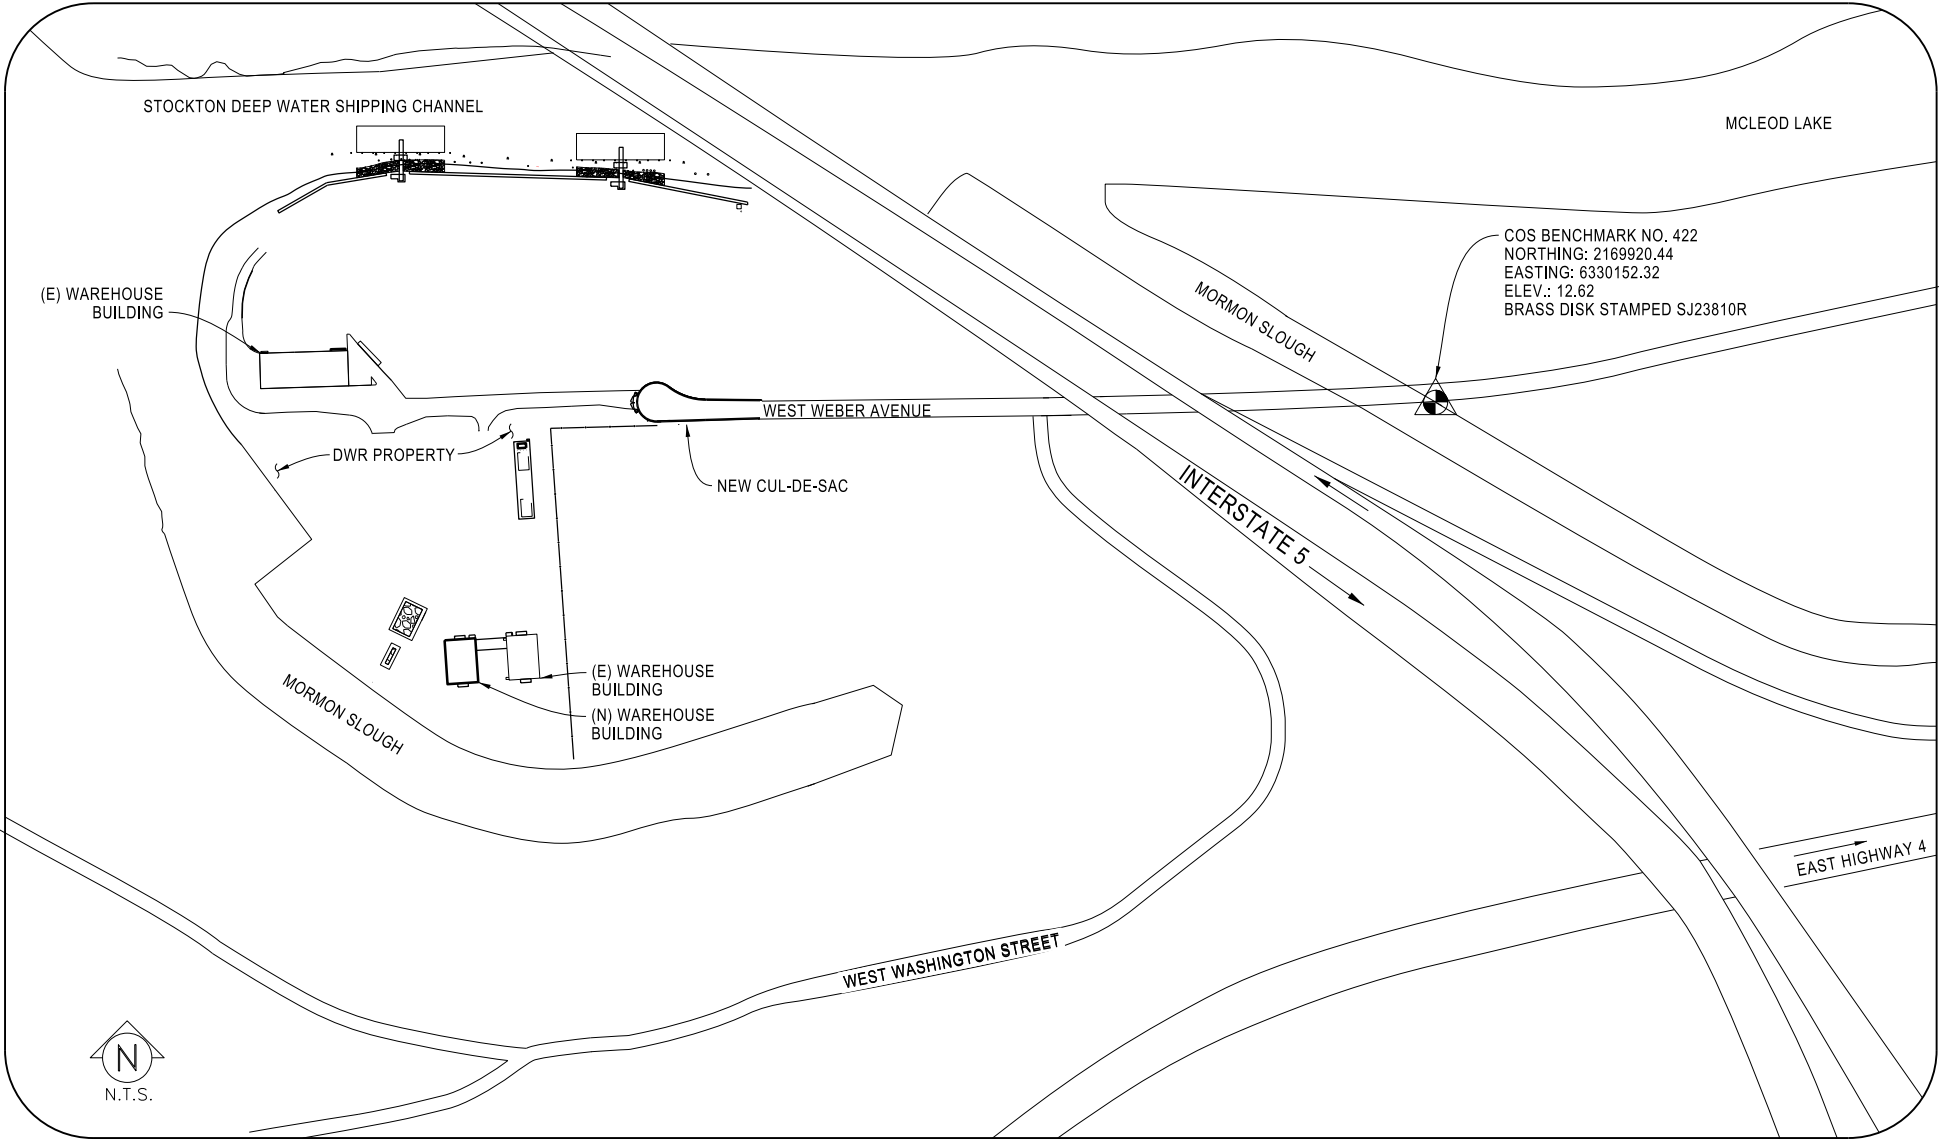 STOCKTON DEEP WATER SHIPPING CHANNEL
MCLEOD LAKE
COS BENCHMARK NO. 422
NORTHING: 2169920.44
EASTING: 6330152.32
ELEV.: 12.62
BRASS DISK STAMPED SJ23810R
(E) WAREHOUSE
BUILDING
MORMON SLOUGH
WEST WEBER AVENUE
DWR PROPERTY
NEW CUL-DE-SAC
INTERSTATE 5
(E) WAREHOUSE
BUILDING
(N) WAREHOUSE
BUILDING
MORMON SLOUGH
EAST HIGHWAY 4
WEST WASHINGTON STREET
N
N.T.S.